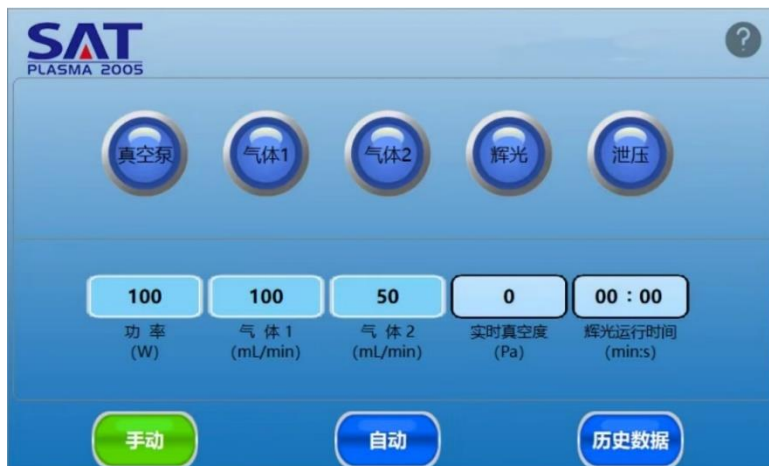 SAT
PLASMA 2005
?
真空泵 气体1 气体2 辉光 泄压
100 100 50 0 00：00
功 率 气 体 1 气 体 2 实时真空度 辉光运行时间
(W) (mL/min) (mL/min) (Pa) (min:s)
手动 自动 历史数据